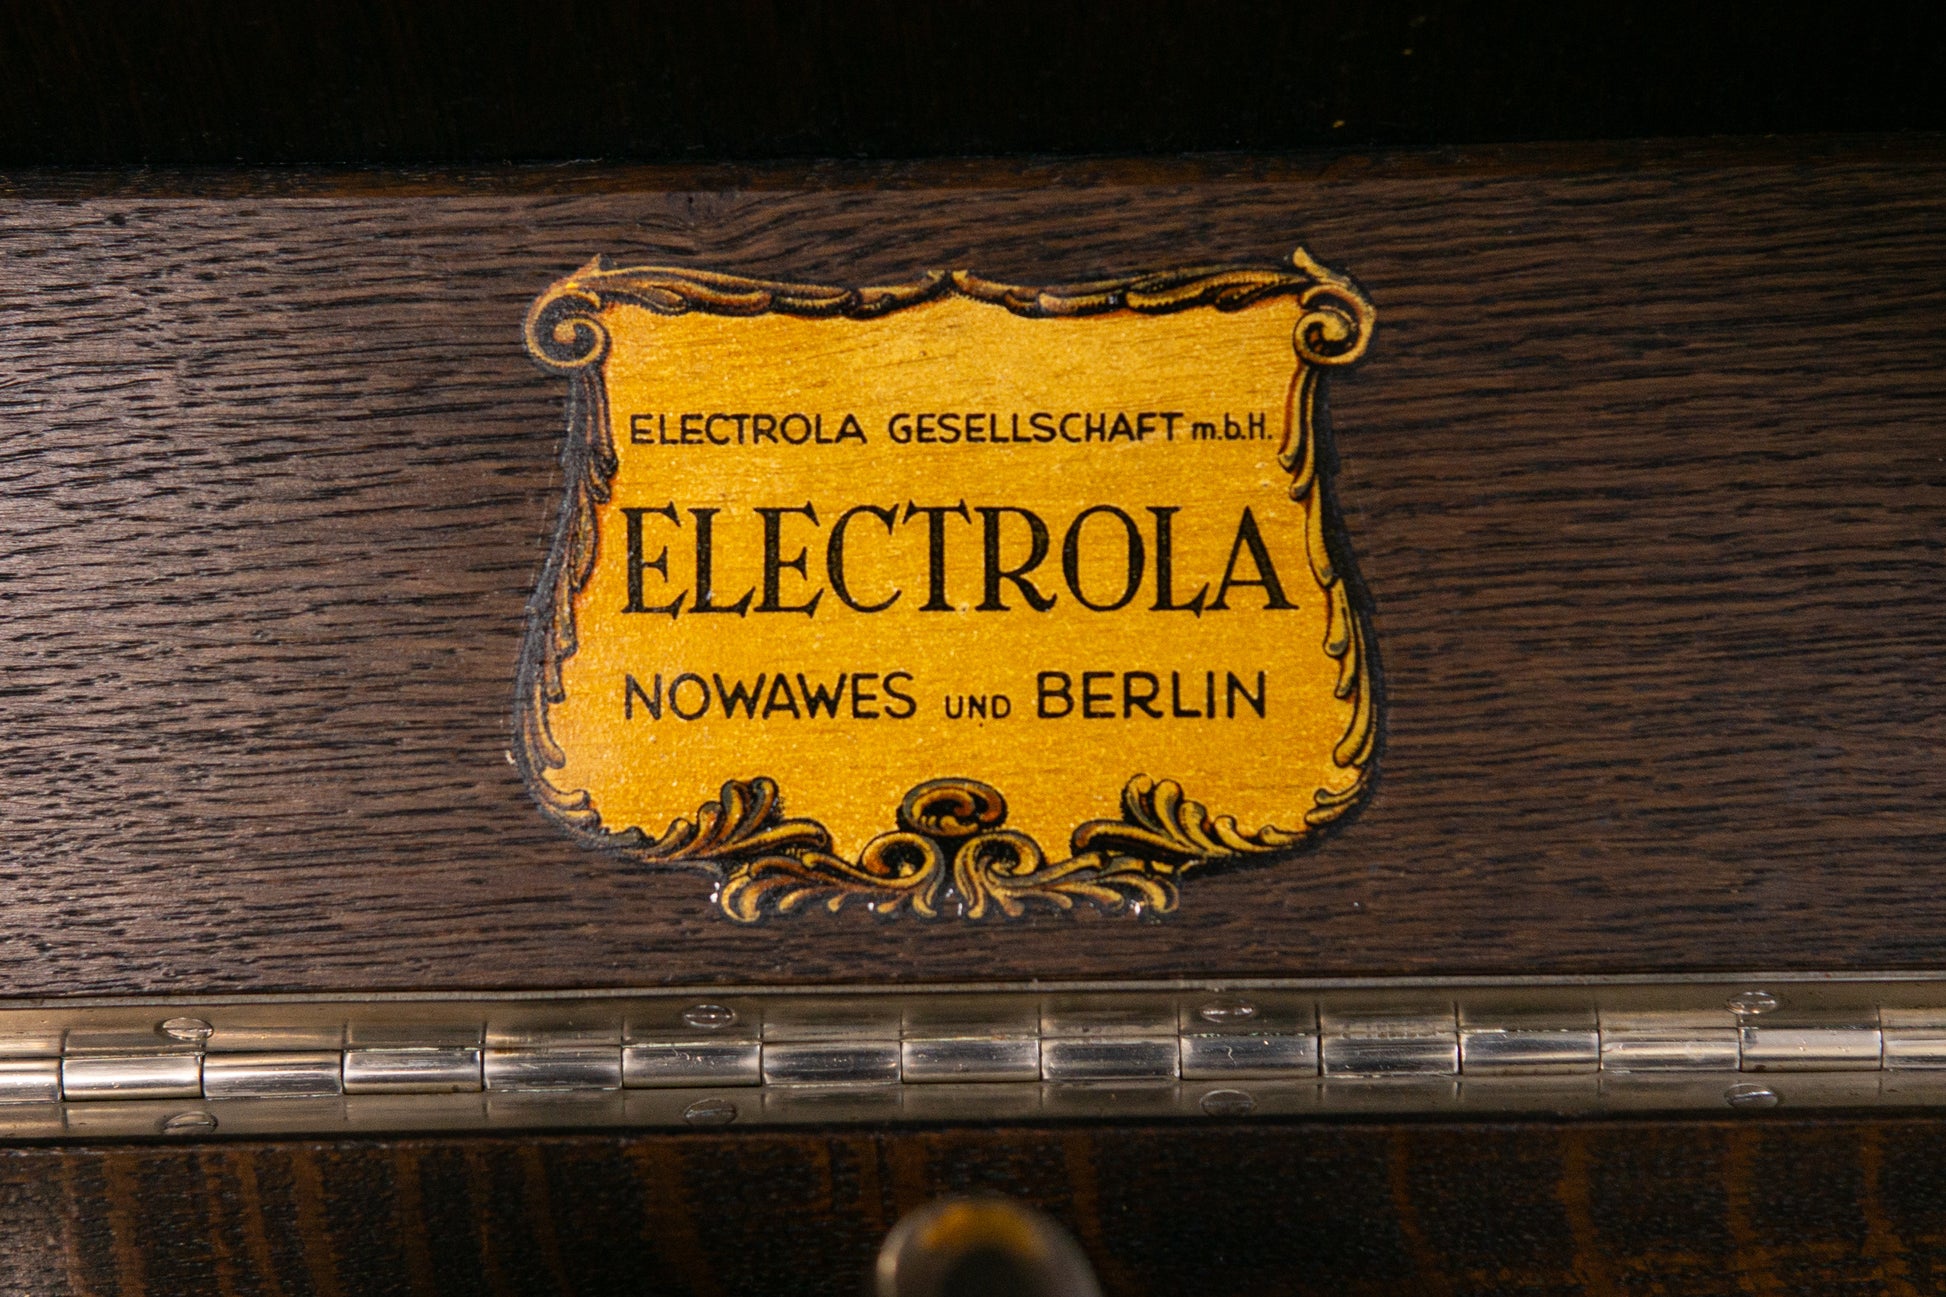 ELECTROLA GESELLSCHAFT m.b.H.
ELECTROLA
NOWAWES UND BERLIN